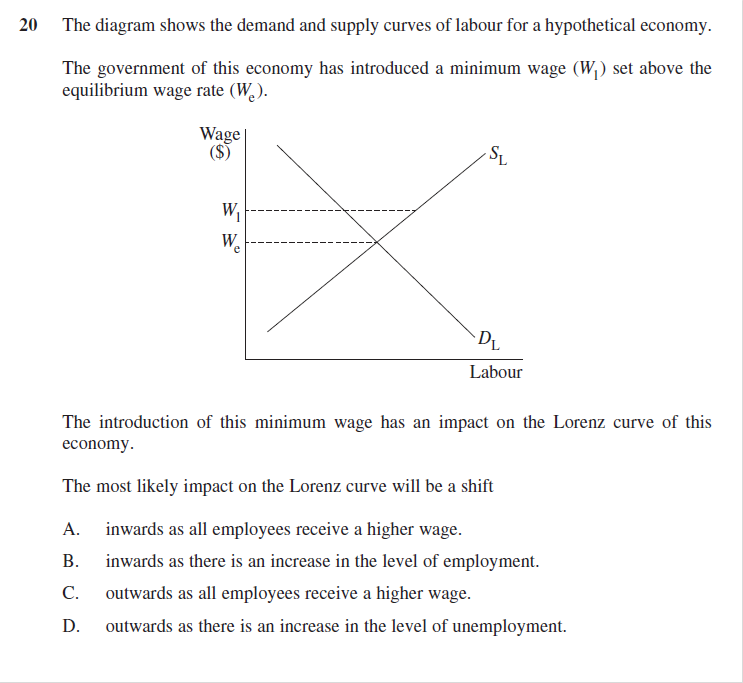 20 The diagram shows the demand and supply curves of labour for a hypothetical economy.
The government of this economy has introduced a minimum wage (W₁) set above the
equilibrium wage rate (Wₑ).
Wage
($)
S_L
W₁
Wₑ
D_L
Labour
The introduction of this minimum wage has an impact on the Lorenz curve of this
economy.
The most likely impact on the Lorenz curve will be a shift
A. inwards as all employees receive a higher wage.
B. inwards as there is an increase in the level of employment.
C. outwards as all employees receive a higher wage.
D. outwards as there is an increase in the level of unemployment.